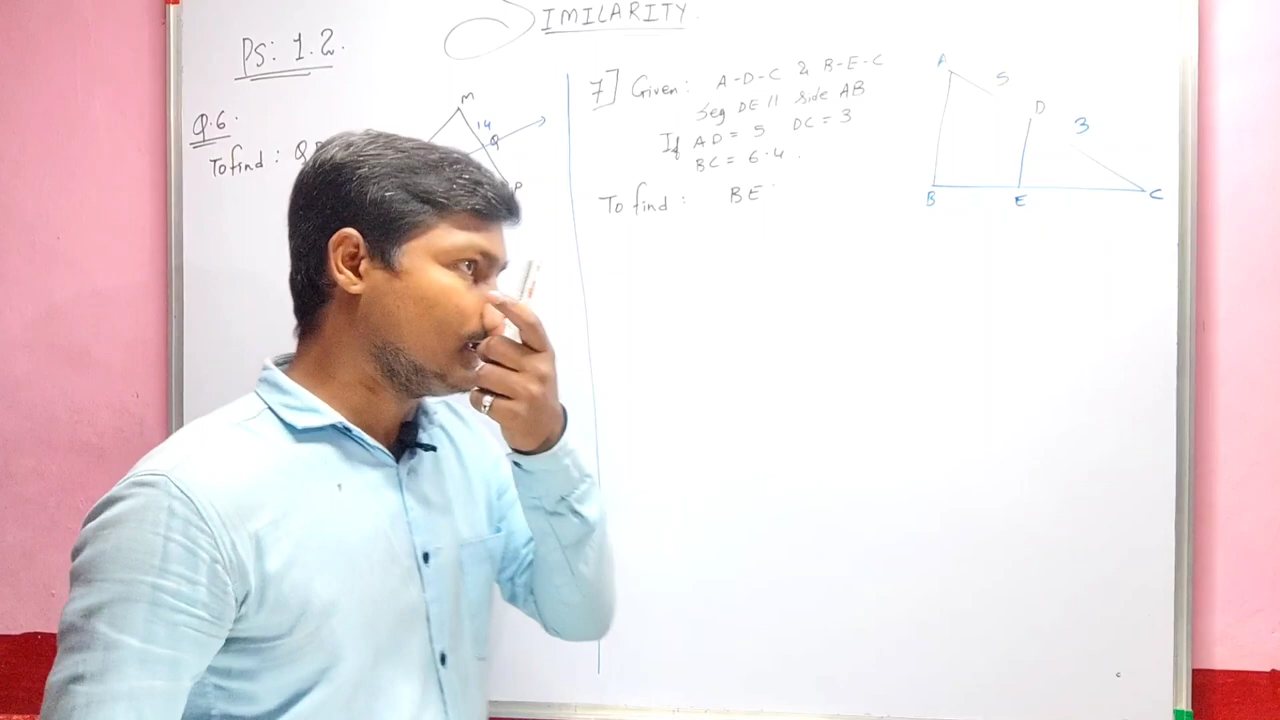 SIMILARITY
PS: 1.2.
Q.6.
To find : Q
M
14
Q
P
7] Given: A-D-C & B-E-C
Seg DE || side AB
If AD = 5 DC = 3
BC = 6.4.
To find : BE
A
5
D
3
B
E
C